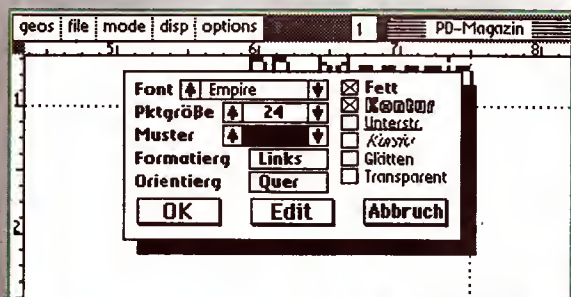 geos file mode disp options 1 PD-Magazin
5 6 7 8
Font Empire Fett
Pktgröße 24 Kontur
Muster Unterstr.
Kursiv
Formatierg Links Glätten
Orientierg Quer Transparent
OK Edit Abbruch
1
2